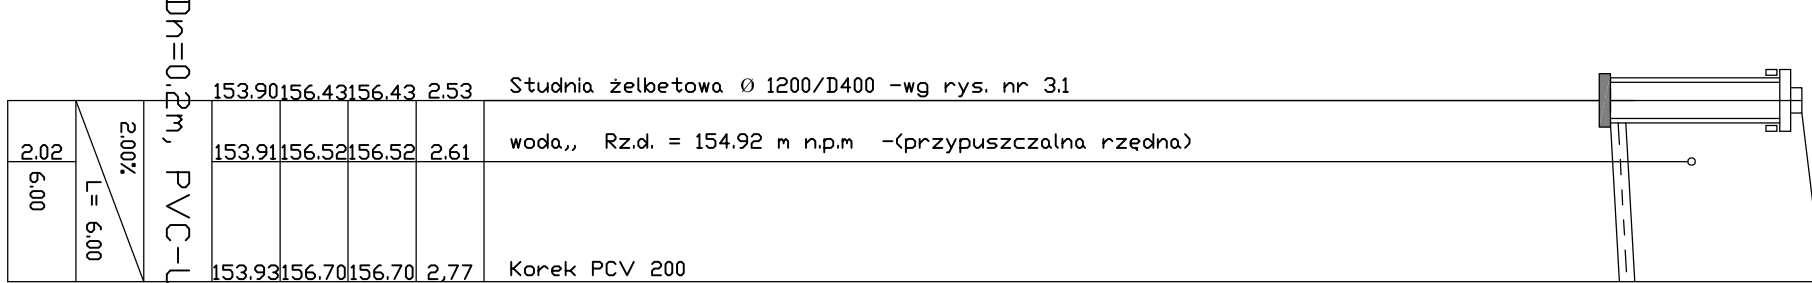 153.90 156.43 156.43 2.53 Studnia żelbetowa Ø 1200/D400 -wg rys. nr 3.1
2.02 153.91 156.52 156.52 2.61 woda,, Rz.d. = 154.92 m n.p.m -(przypuszczalna rzędna)
153.93 156.70 156.70 2,77 Korek PCV 200
6.00
L= 6.00
2.00%
Dn=0.2m, PVC-U